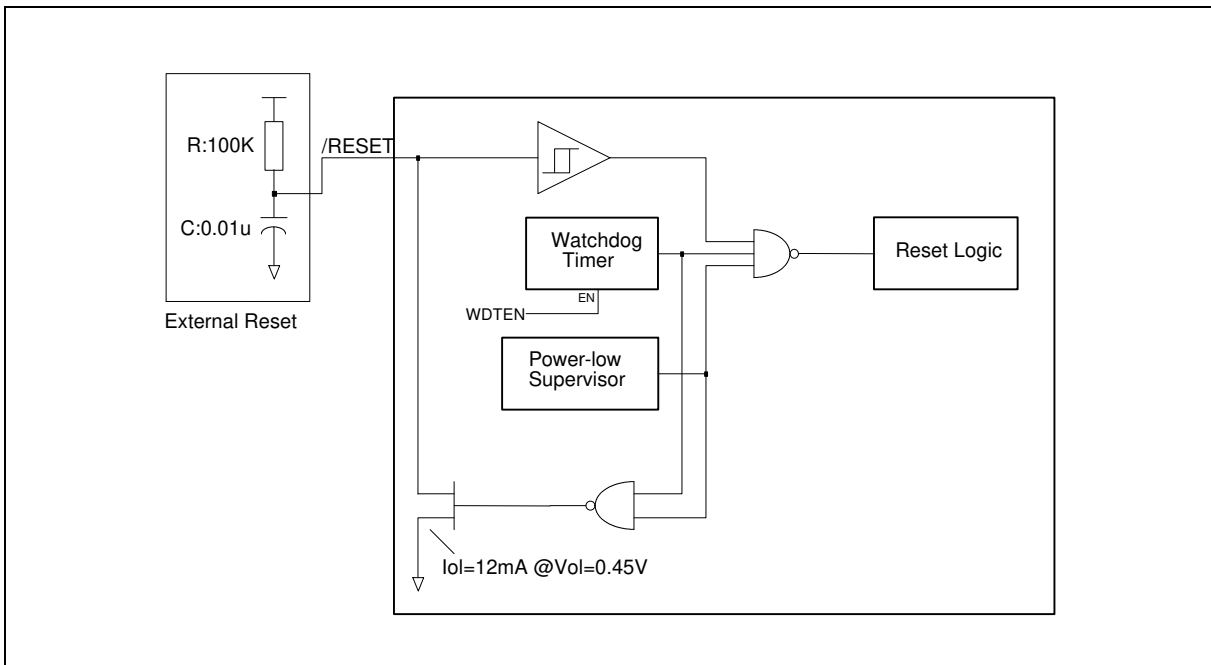 R:100K
/RESET
C:0.01u
External Reset
Watchdog
Timer
EN
WDTEN
Reset Logic
Power-low
Supervisor
Iol=12mA @Vol=0.45V